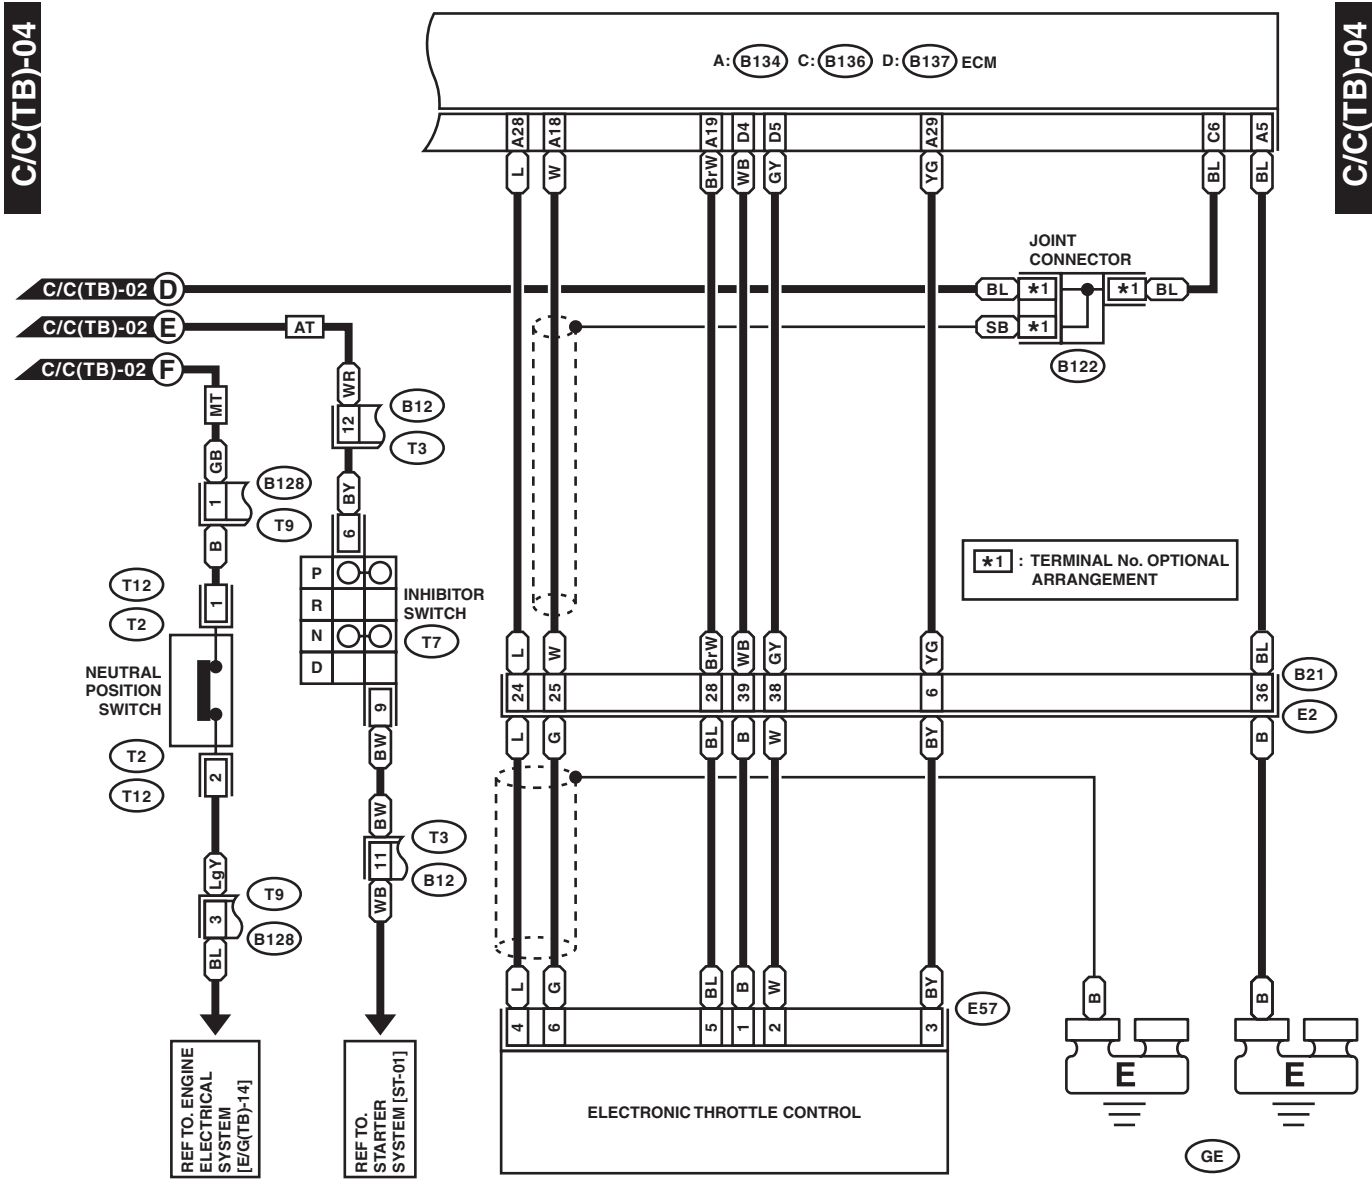 C/C(TB)-04
C/C(TB)-04
A: B134 C: B136 D: B137 ECM
A28 A18 A19 D4 D5 A29 C6 A5
L W BrW WB GY YG BL BL
JOINT
CONNECTOR
C/C(TB)-02 D
BL *1 *1 BL
C/C(TB)-02 E AT
SB *1
B122
C/C(TB)-02 F
MT
WR
12
B12
T3
GB
1
B128
T9
B
BY
6
T12
1
T2
P
R
N
D
INHIBITOR
SWITCH
T7
*1 : TERMINAL No. OPTIONAL
ARRANGEMENT
NEUTRAL
POSITION
SWITCH
T2
2
T12
9
BW
BW
T3
11
B12
WB
LgY
T9
3
B128
BL
L W BrW WB GY YG BL
24 25 28 39 38 6 36
B21
E2
L G BL B W BY B
L G BL B W BY B B
4 6 5 1 2 3
E57
ELECTRONIC THROTTLE CONTROL
E E
GE
REF TO. ENGINE
ELECTRICAL
SYSTEM
[E/G(TB)-14]
REF TO.
STARTER
SYSTEM [ST-01]